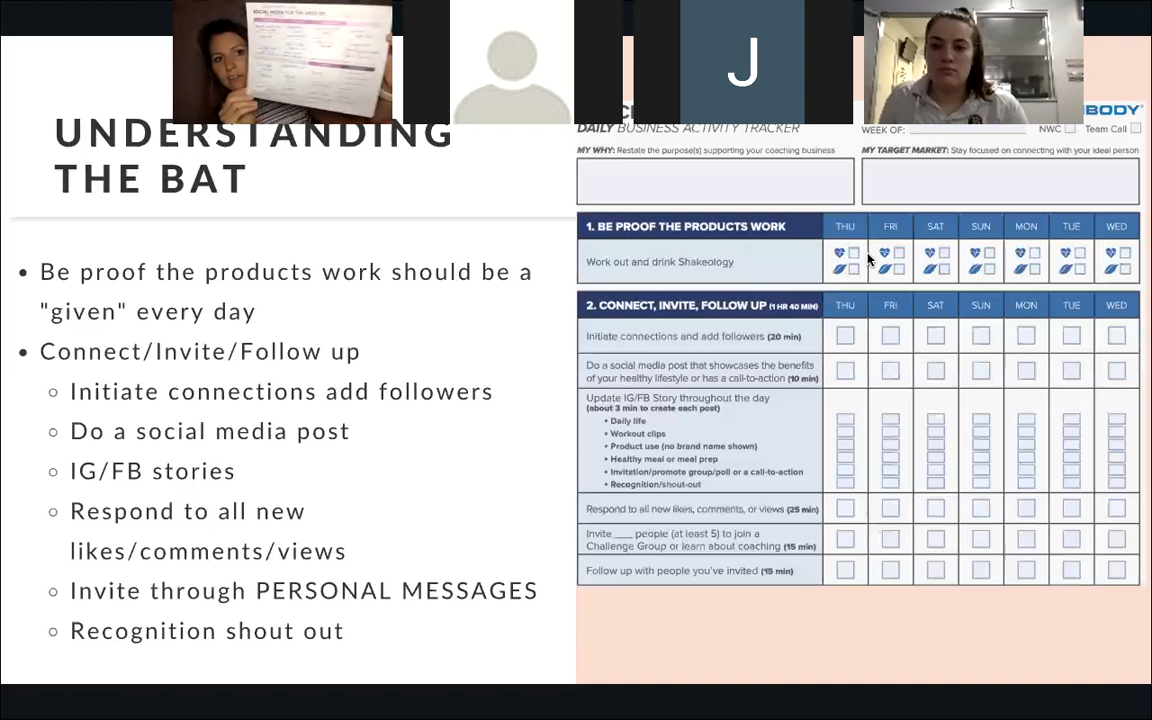 SOCIAL MEDIA FOR THE
J
UNDERSTANDING
THE BAT
• Be proof the products work should be a
"given" every day
• Connect/Invite/Follow up
○ Initiate connections add followers
○ Do a social media post
○ IG/FB stories
○ Respond to all new
likes/comments/views
○ Invite through PERSONAL MESSAGES
○ Recognition shout out
BODY
DAILY BUSINESS ACTIVITY TRACKER
WEEK OF: NWC Team Call
MY WHY: Restate the purpose(s) supporting your coaching business
MY TARGET MARKET: Stay focused on connecting with your ideal person
1. BE PROOF THE PRODUCTS WORK THU FRI SAT SUN MON TUE WED
Work out and drink Shakeology
2. CONNECT, INVITE, FOLLOW UP (1 HR 40 MIN) THU FRI SAT SUN MON TUE WED
Initiate connections and add followers (20 min)
Do a social media post that showcases the benefits
of your healthy lifestyle or has a call-to-action (10 min)
Update IG/FB Story throughout the day
(about 3 min to create each post)
• Daily life
• Workout clips
• Product use (no brand name shown)
• Healthy meal or meal prep
• Invitation/promote group/poll or a call-to-action
• Recognition/shout-out
Respond to all new likes, comments, or views (25 min)
Invite ___ people (at least 5) to join a
Challenge Group or learn about coaching (15 min)
Follow up with people you've invited (15 min)